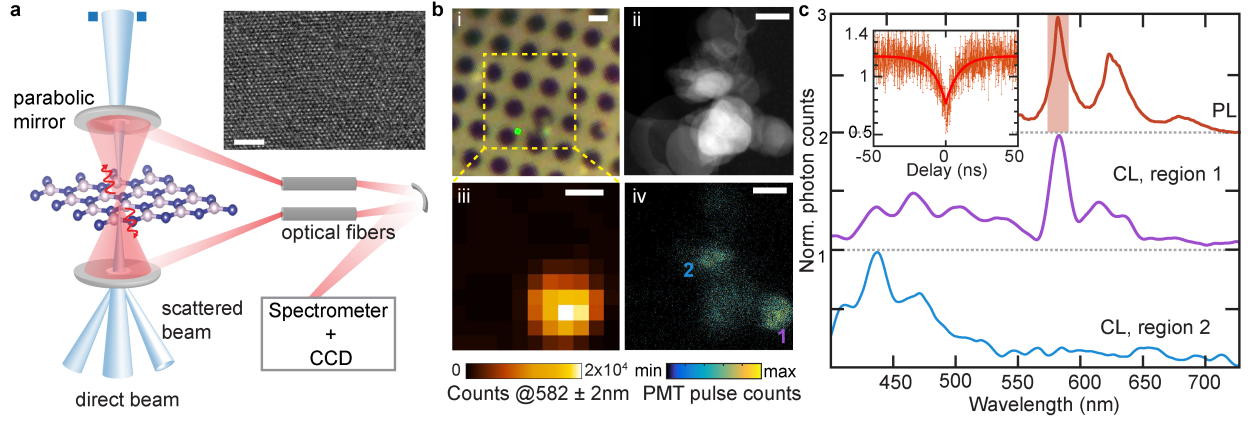 a
parabolic
mirror
optical fibers
scattered
beam
Spectrometer
+
CCD
direct beam
b
i
ii
iii
iv
2
1
0
2x10⁴
Counts @582 ± 2nm
min
max
PMT pulse counts
c
3
2
1
Norm. photon counts
1.4
1
0.5
-50
0
50
Delay (ns)
PL
CL, region 1
CL, region 2
450
500
550
600
650
700
Wavelength (nm)